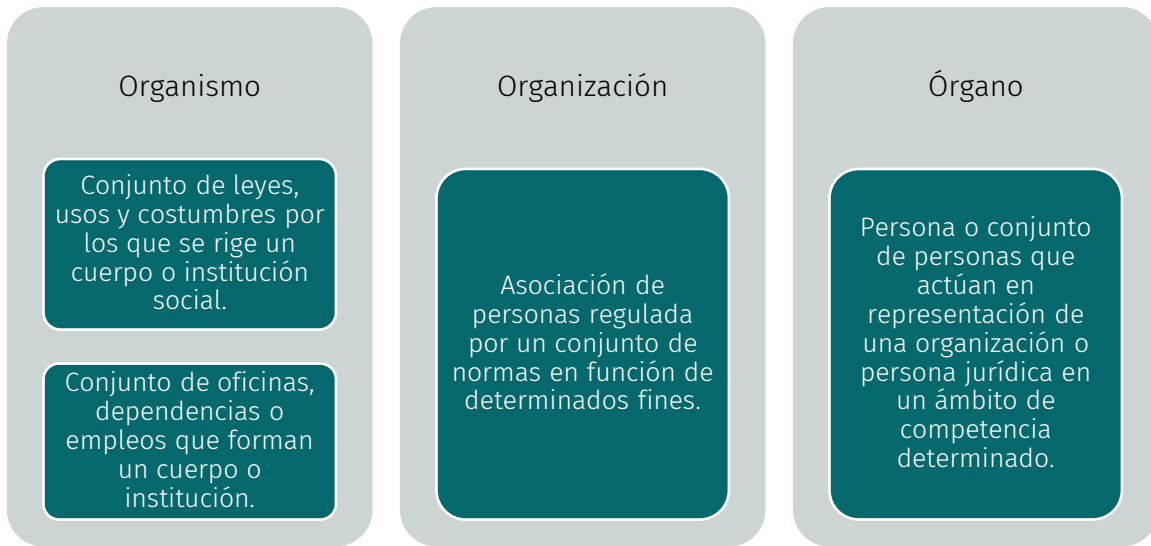 Organismo
Conjunto de leyes,
usos y costumbres por
los que se rige un
cuerpo o institución
social.
Conjunto de oficinas,
dependencias o
empleos que forman
un cuerpo o
institución.
Organización
Asociación de
personas regulada
por un conjunto de
normas en función de
determinados fines.
Órgano
Persona o conjunto
de personas que
actúan en
representación de
una organización o
persona jurídica en
un ámbito de
competencia
determinado.